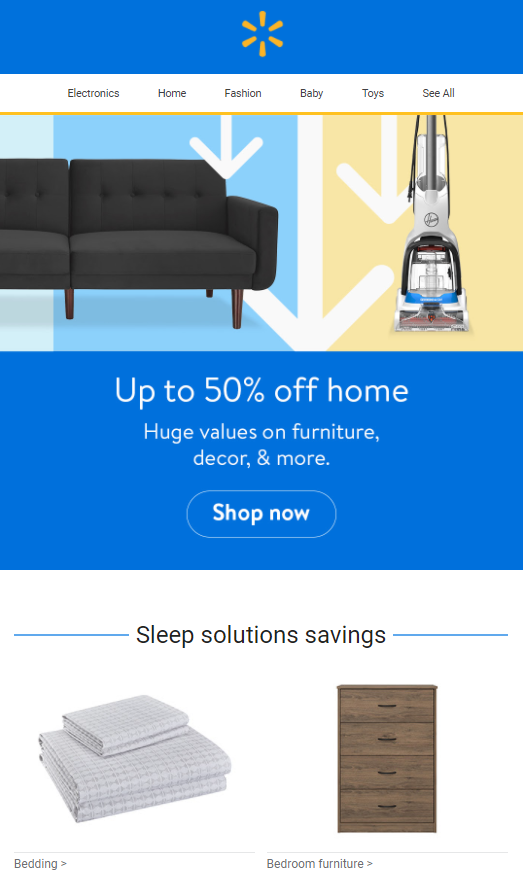 Electronics Home Fashion Baby Toys See All
Up to 50% off home
Huge values on furniture,
decor, & more.
Shop now
Sleep solutions savings
Bedding >
Bedroom furniture >